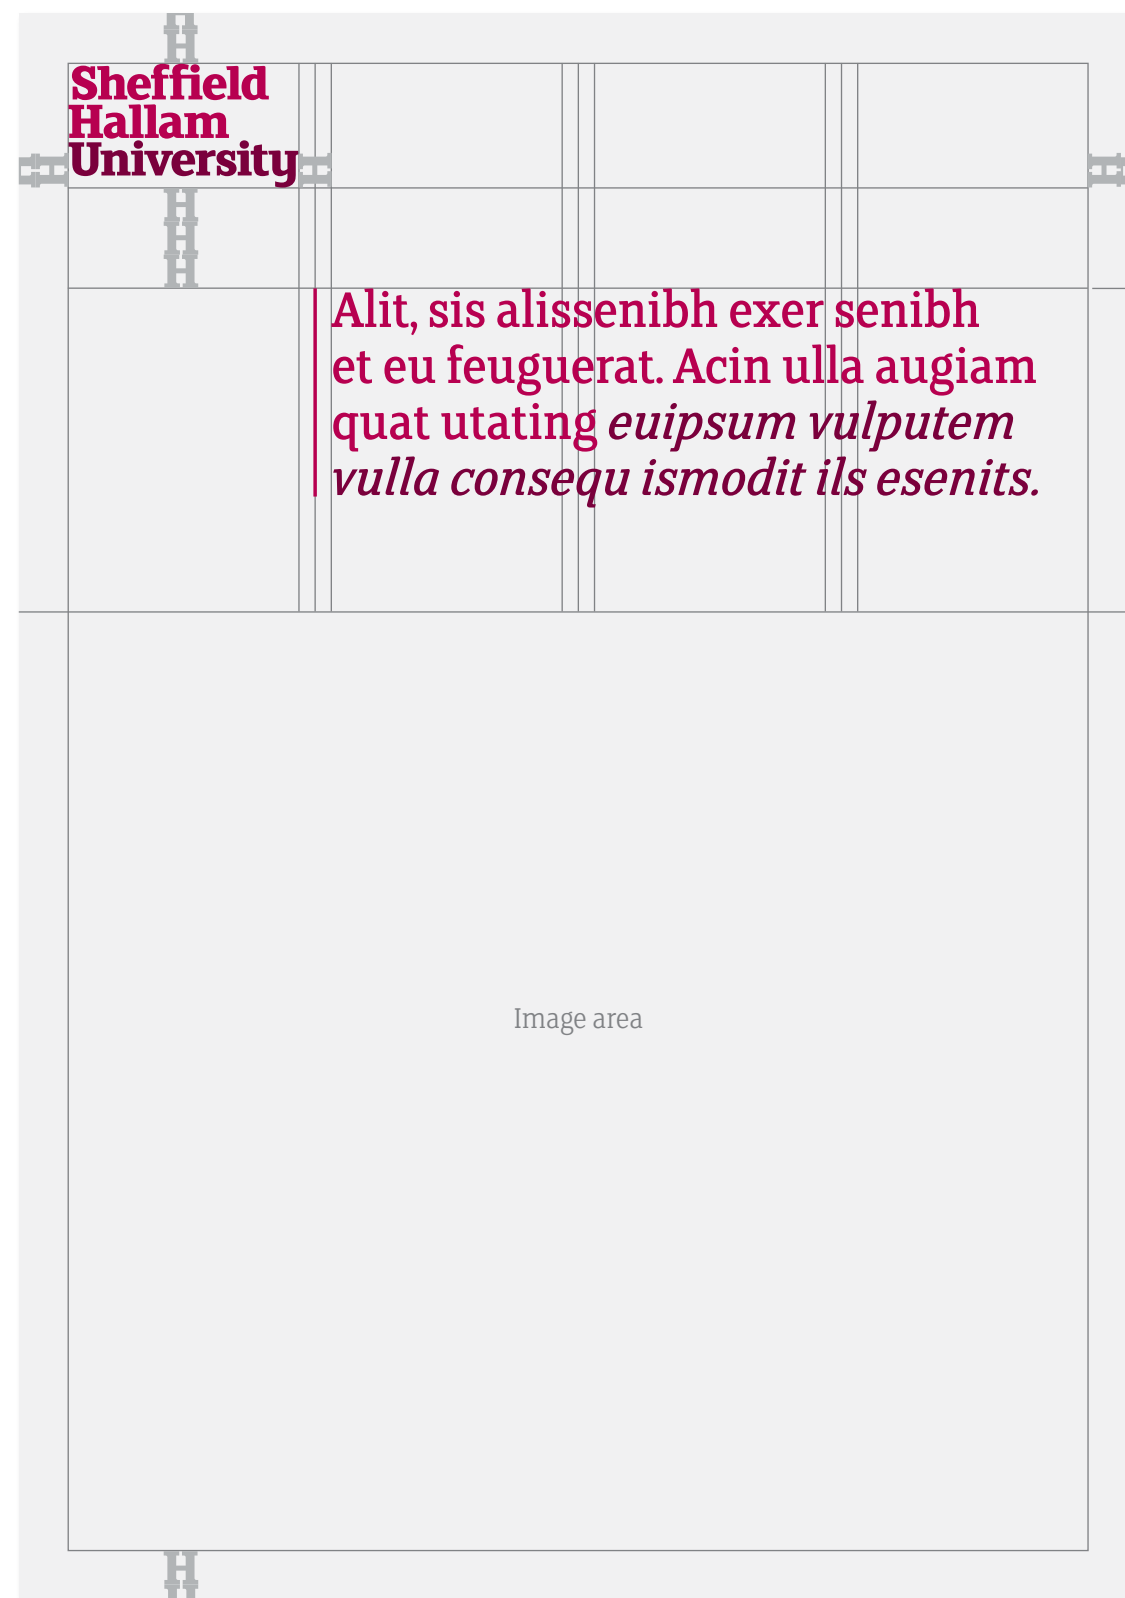 Sheffield
Hallam
University
Alit, sis alissenibh exer senibh
et eu feuguerat. Acin ulla augiam
quat utating euipsum vulputem
vulla consequ ismodit ils esenits.
Image area